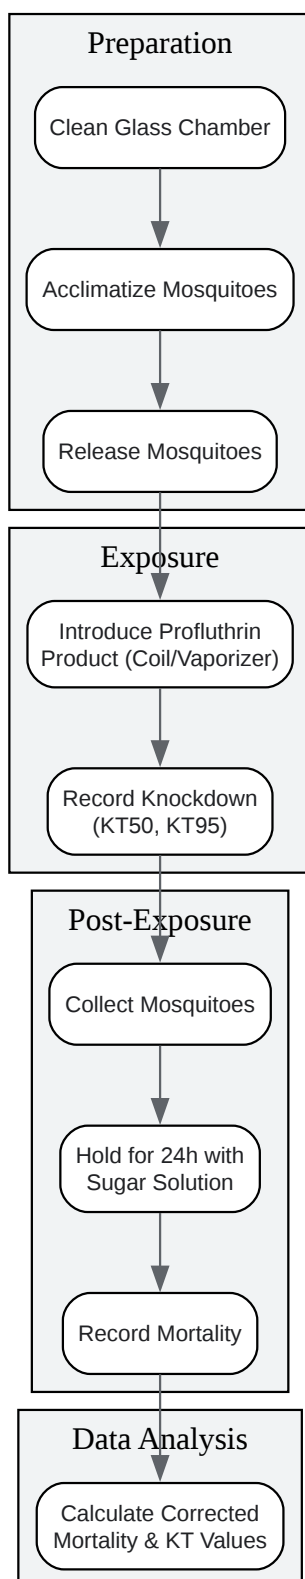 Preparation
Clean Glass Chamber
Acclimatize Mosquitoes
Release Mosquitoes
Exposure
Introduce Profluthrin
Product (Coil/Vaporizer)
Record Knockdown
(KT50, KT95)
Post-Exposure
Collect Mosquitoes
Hold for 24h with
Sugar Solution
Record Mortality
Data Analysis
Calculate Corrected
Mortality & KT Values